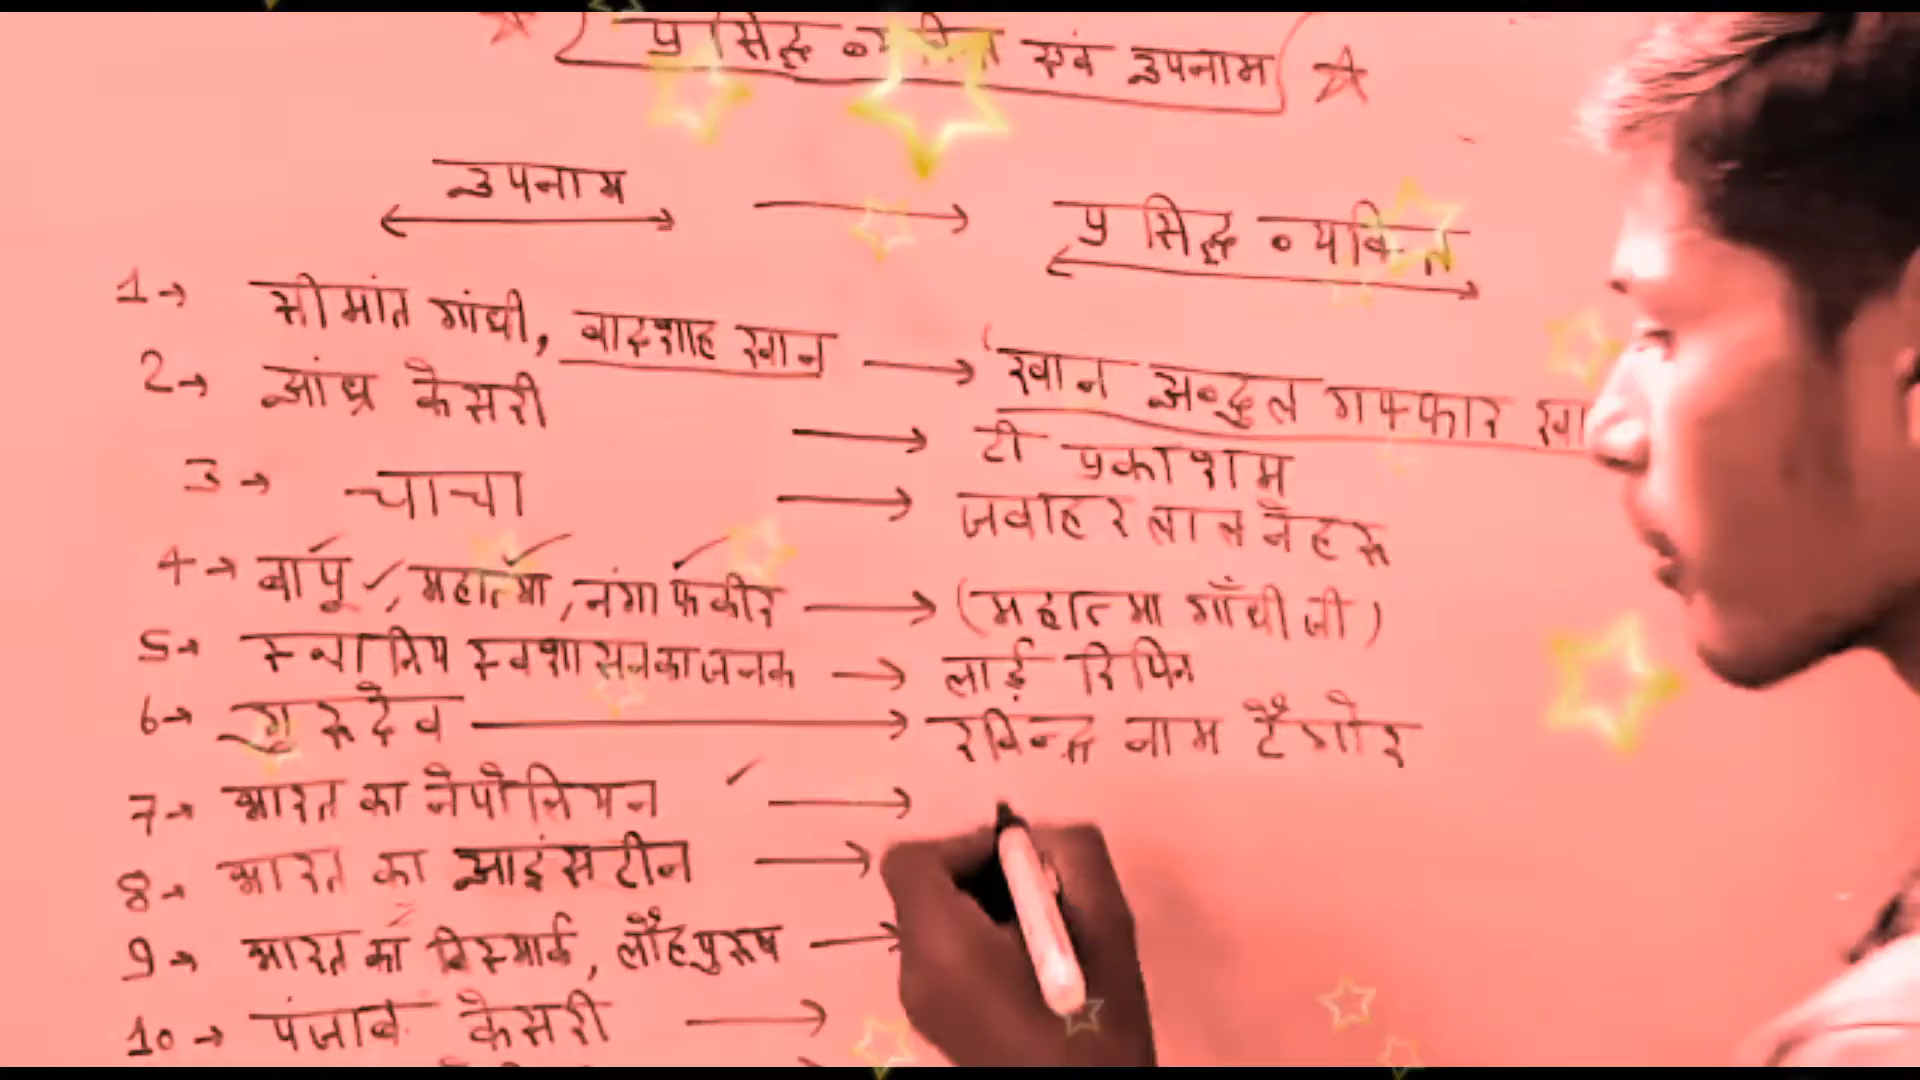 प्रसिद्ध व्यक्ति एवं उपनाम
उपनाम → प्रसिद्ध व्यक्ति
1→ सीमांत गांधी, बादशाह खान → खान अब्दुल गफ्फार खा
2→ आंध्र केसरी → टी प्रकाशम
3→ चाचा → जवाहर लाल नेहरू
4→ बापू, महात्मा, नंगा फकीर → (महात्मा गाँधी जी)
5→ स्थानिय स्वशासन का जनक → लार्ड रिपिन
6→ गुरूदेव → रविन्द्र नाम टैगोर
7→ भारत का नेपोलियन →
8→ भारत का आइंसटीन →
9→ भारत का विस्मार्क, लौहपुरूष →
10→ पंजाब केसरी →